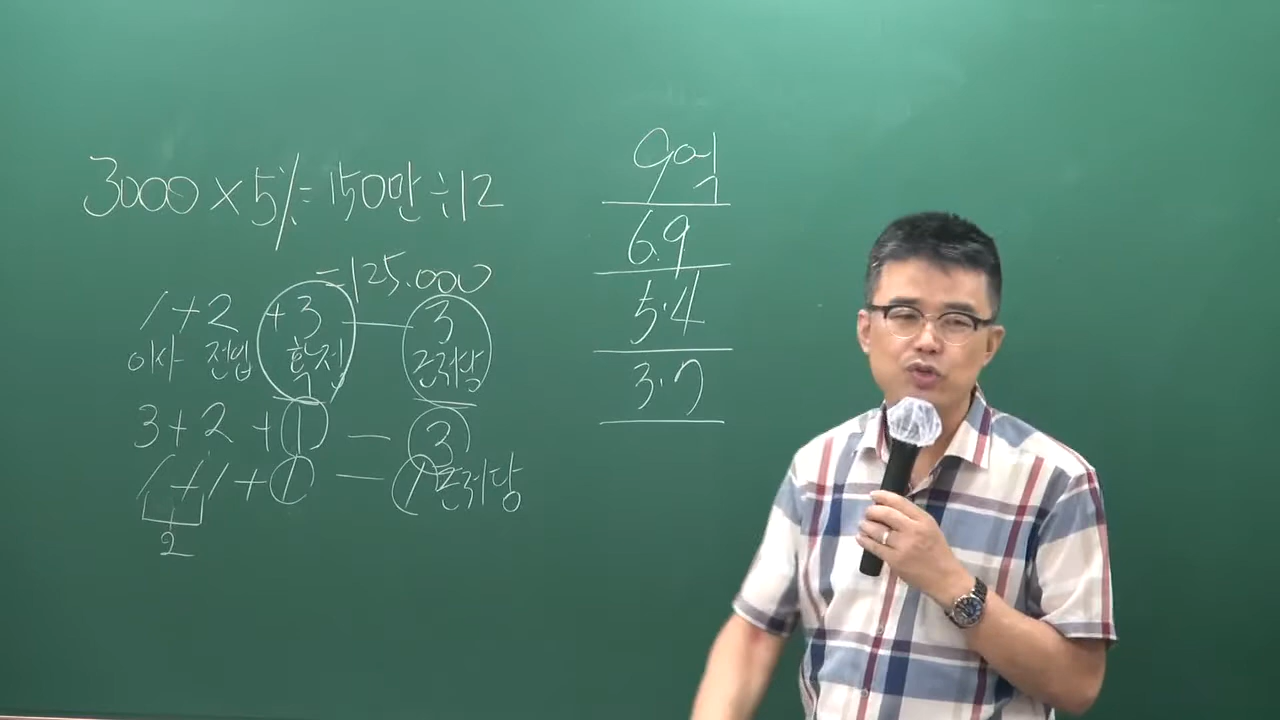 3000 × 5% = 150만 ÷ 12
= 125.000
1 + 2 + 3 — 3
이사 전입 확정 근저당
3 + 2 + 1 — 3
1 + 1 + 1 — 1 근저당
2
9억
6.9
5.4
3.7